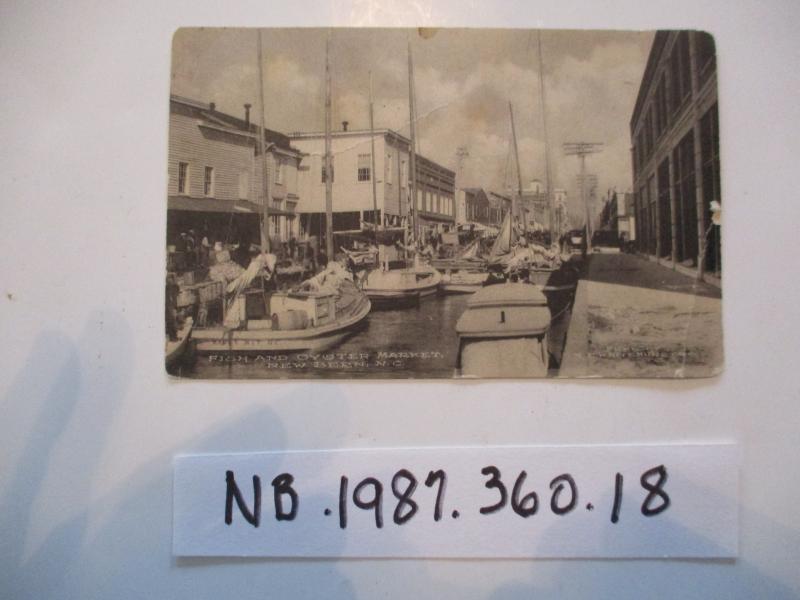 FISH AND OYSTER MARKET,
NEW BERN, N.C.
NB.1987.360.18